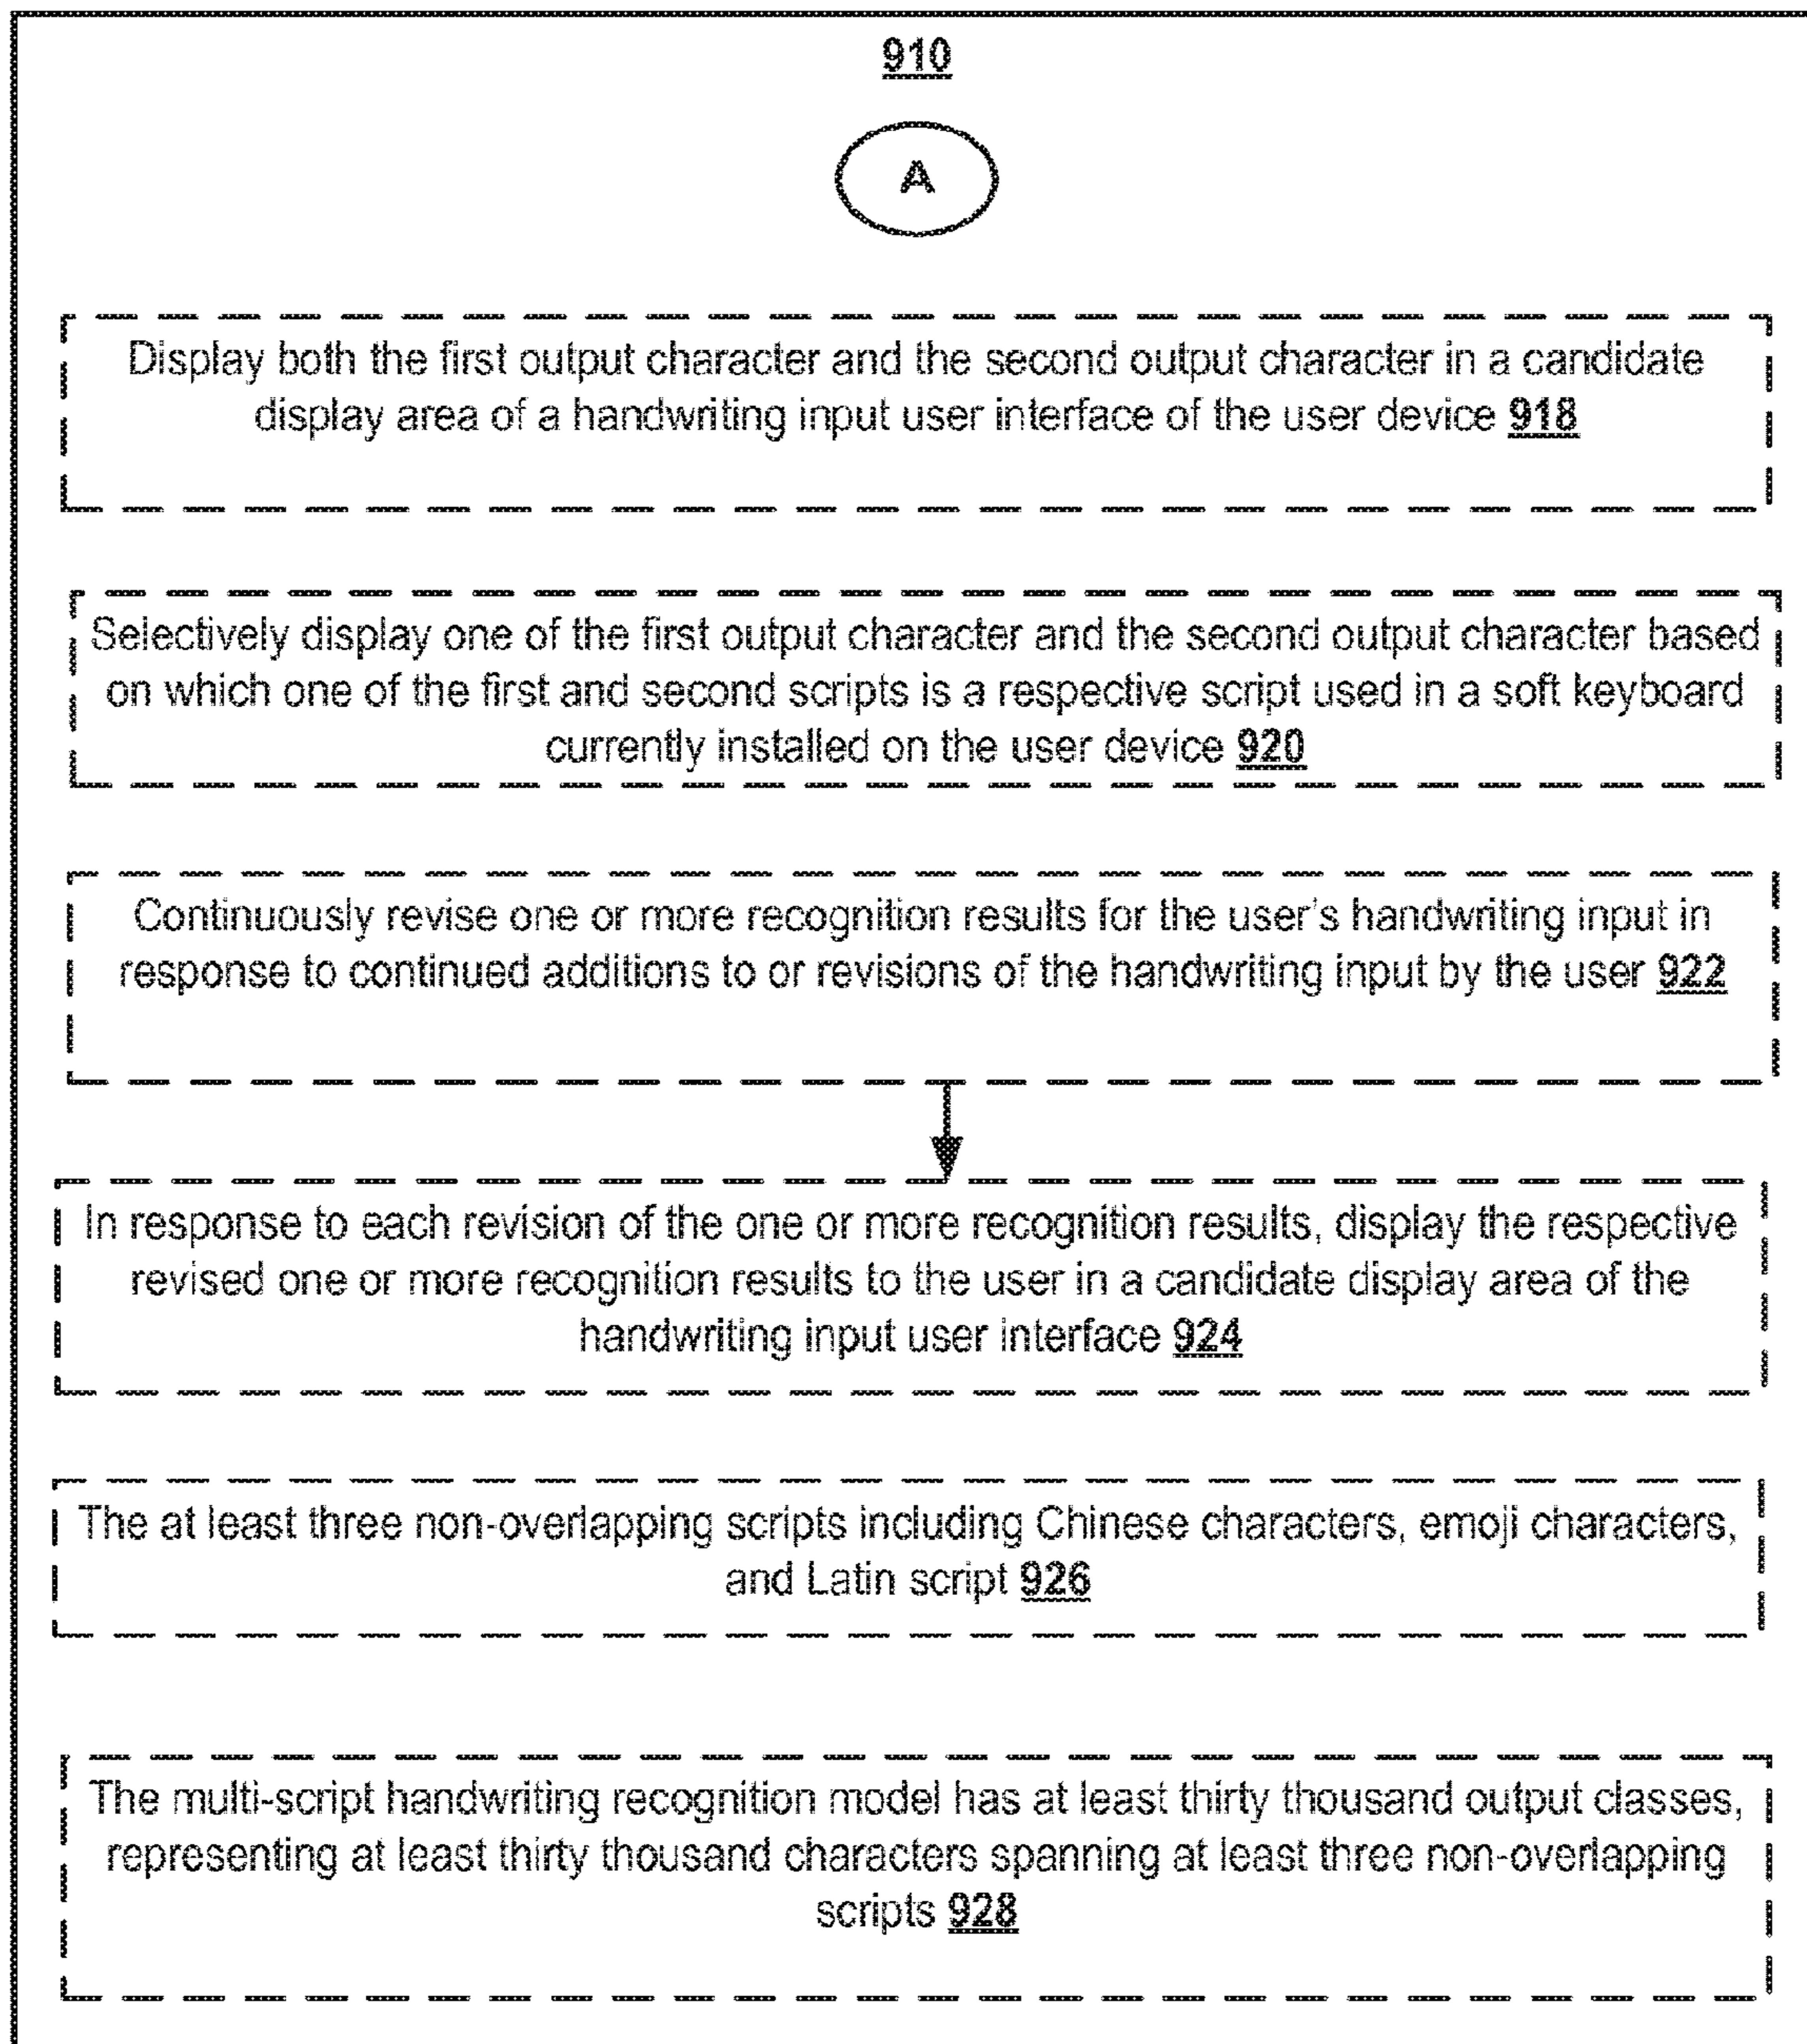 910
A
Display both the first output character and the second output character in a candidate
display area of a handwriting input user interface of the user device 918
Selectively display one of the first output character and the second output character based
on which one of the first and second scripts is a respective script used in a soft keyboard
currently installed on the user device 920
Continuously revise one or more recognition results for the user's handwriting input in
response to continued additions to or revisions of the handwriting input by the user 922
In response to each revision of the one or more recognition results, display the respective
revised one or more recognition results to the user in a candidate display area of the
handwriting input user interface 924
The at least three non-overlapping scripts including Chinese characters, emoji characters,
and Latin script 926
The multi-script handwriting recognition model has at least thirty thousand output classes,
representing at least thirty thousand characters spanning at least three non-overlapping
scripts 928